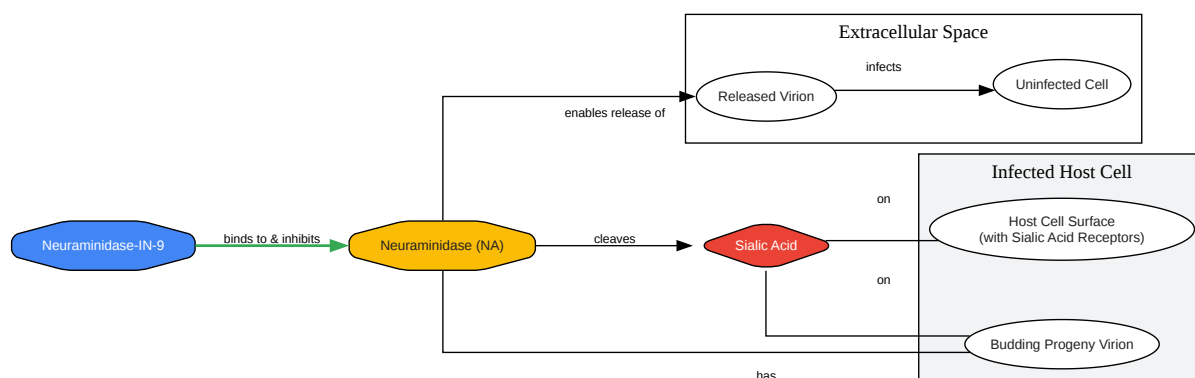 Extracellular Space
infects
Released Virion
Uninfected Cell
enables release of
Infected Host Cell
on
Host Cell Surface
(with Sialic Acid Receptors)
Neuraminidase-IN-9
binds to & inhibits
Neuraminidase (NA)
cleaves
Sialic Acid
on
Budding Progeny Virion
has